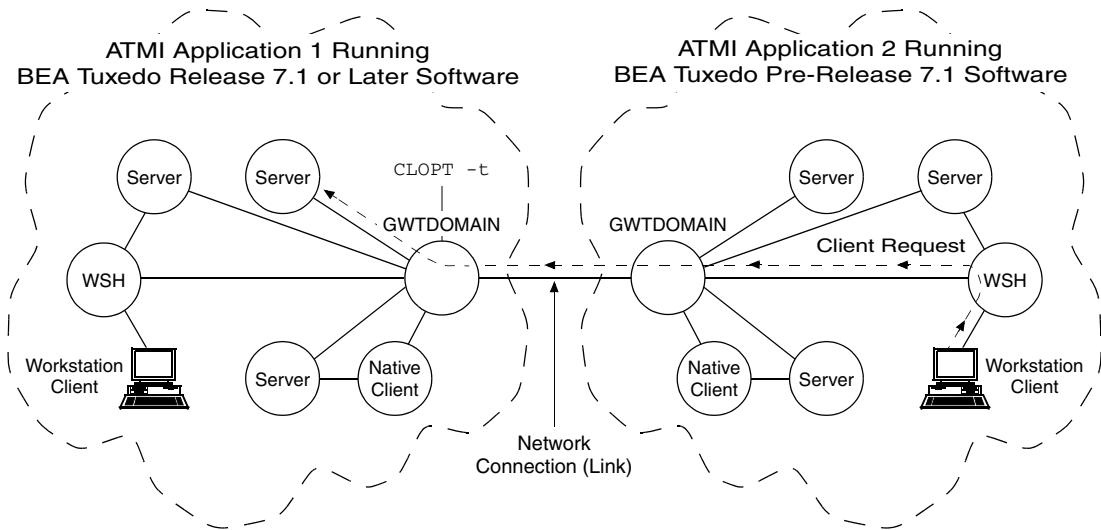 ATMI Application 1 Running
BEA Tuxedo Release 7.1 or Later Software
ATMI Application 2 Running
BEA Tuxedo Pre-Release 7.1 Software
Server
Server
CLOPT -t
GWTDOMAIN
GWTDOMAIN
Server
Server
Client Request
WSH
WSH
Workstation
Client
Server
Native
Client
Native
Client
Server
Workstation
Client
Network
Connection (Link)